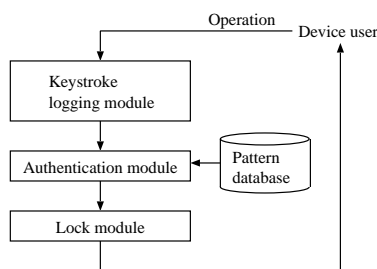 Operation
Device user
Keystroke
logging module
Authentication module
Pattern
database
Lock module